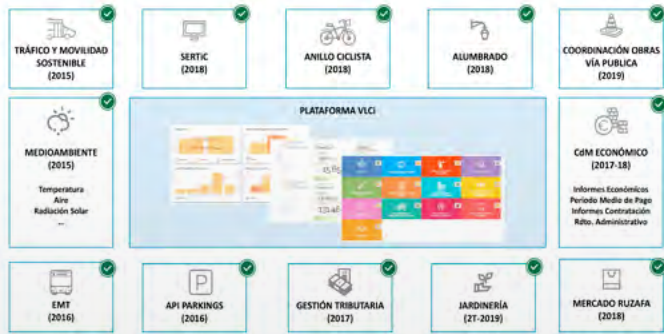 TRÁFICO Y MOVILIDAD
SOSTENIBLE
(2015)
SERTIC
(2018)
ANILLO CICLISTA
(2018)
ALUMBRADO
(2018)
COORDINACIÓN OBRAS
VÍA PUBLICA
(2019)
MEDIOAMBIENTE
(2015)
Temperatura
Aire
Radiación Solar
...
PLATAFORMA VLCi
CdM ECONÓMICO
(2017-18)
Informes Económicos
Periodo Medio de Pago
Informes Contratación
Rdto. Administrativo
EMT
(2016)
API PARKINGS
(2016)
GESTIÓN TRIBUTARIA
(2017)
JARDINERÍA
(2T-2019)
MERCADO RUZAFA
(2018)